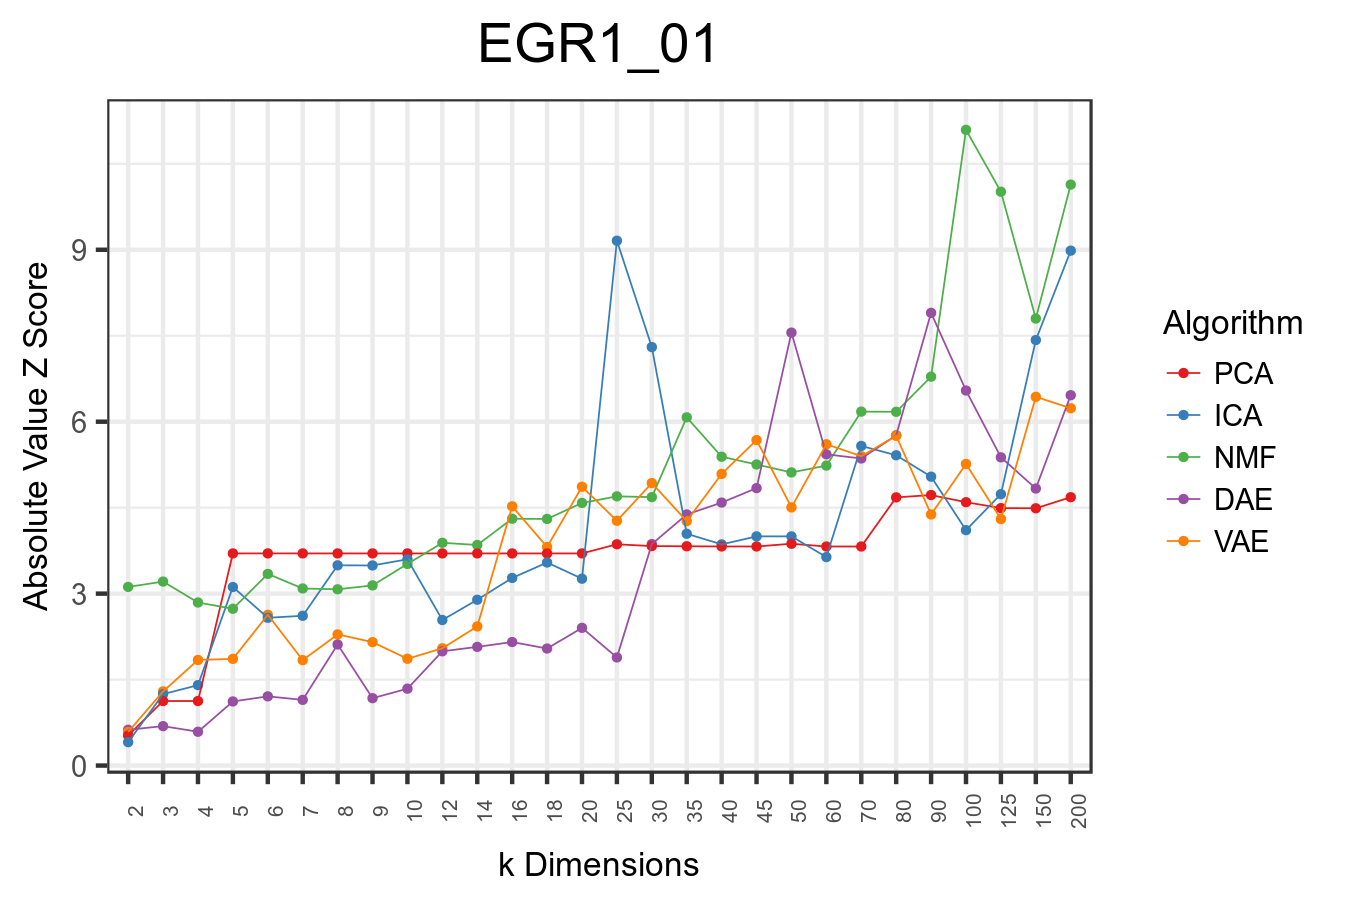 EGR1_01
Absolute Value Z Score
9
6
3
0
2 3 4 5 6 7 8 9 10 12 14 16 18 20 25 30 35 40 45 50 60 70 80 90 100 125 150 200
k Dimensions
Algorithm
PCA
ICA
NMF
DAE
VAE